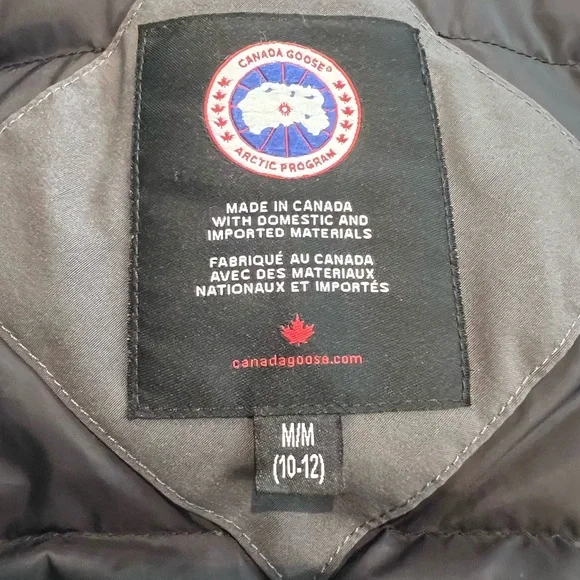 CANADA GOOSE®
ARCTIC PROGRAM
MADE IN CANADA
WITH DOMESTIC AND
IMPORTED MATERIALS
FABRIQUÉ AU CANADA
AVEC DES MATERIAUX
NATIONAUX ET IMPORTÉS
canadagoose.com
M/M
(10-12)